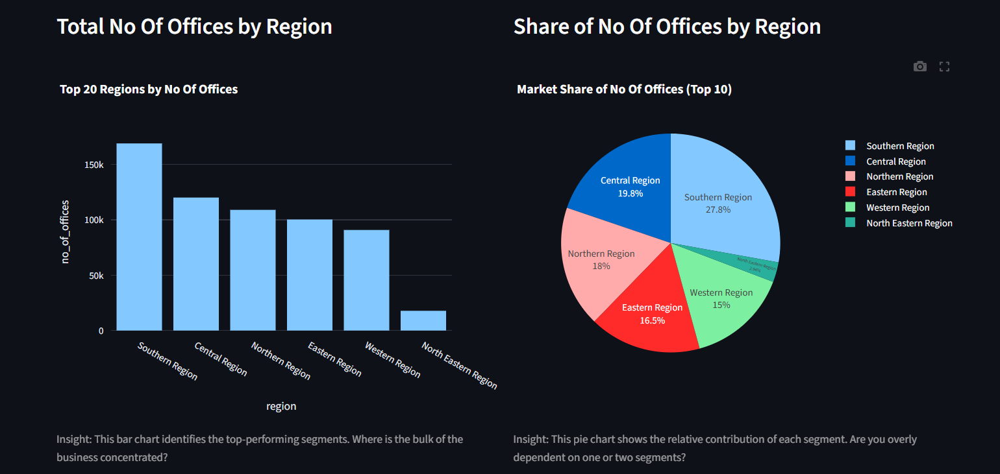 Total No Of Offices by Region
Top 20 Regions by No Of Offices
no_of_offices
150k
100k
50k
0
Southern Region
Central Region
Northern Region
Eastern Region
Western Region
North Eastern Region
region
Insight: This bar chart identifies the top-performing segments. Where is the bulk of the
business concentrated?
Share of No Of Offices by Region
Market Share of No Of Offices (Top 10)
Central Region
19.8%
Southern Region
27.8%
Northern Region
18%
Eastern Region
16.5%
Western Region
15%
North Eastern Region
2.94%
Southern Region
Central Region
Northern Region
Eastern Region
Western Region
North Eastern Region
Insight: This pie chart shows the relative contribution of each segment. Are you overly
dependent on one or two segments?